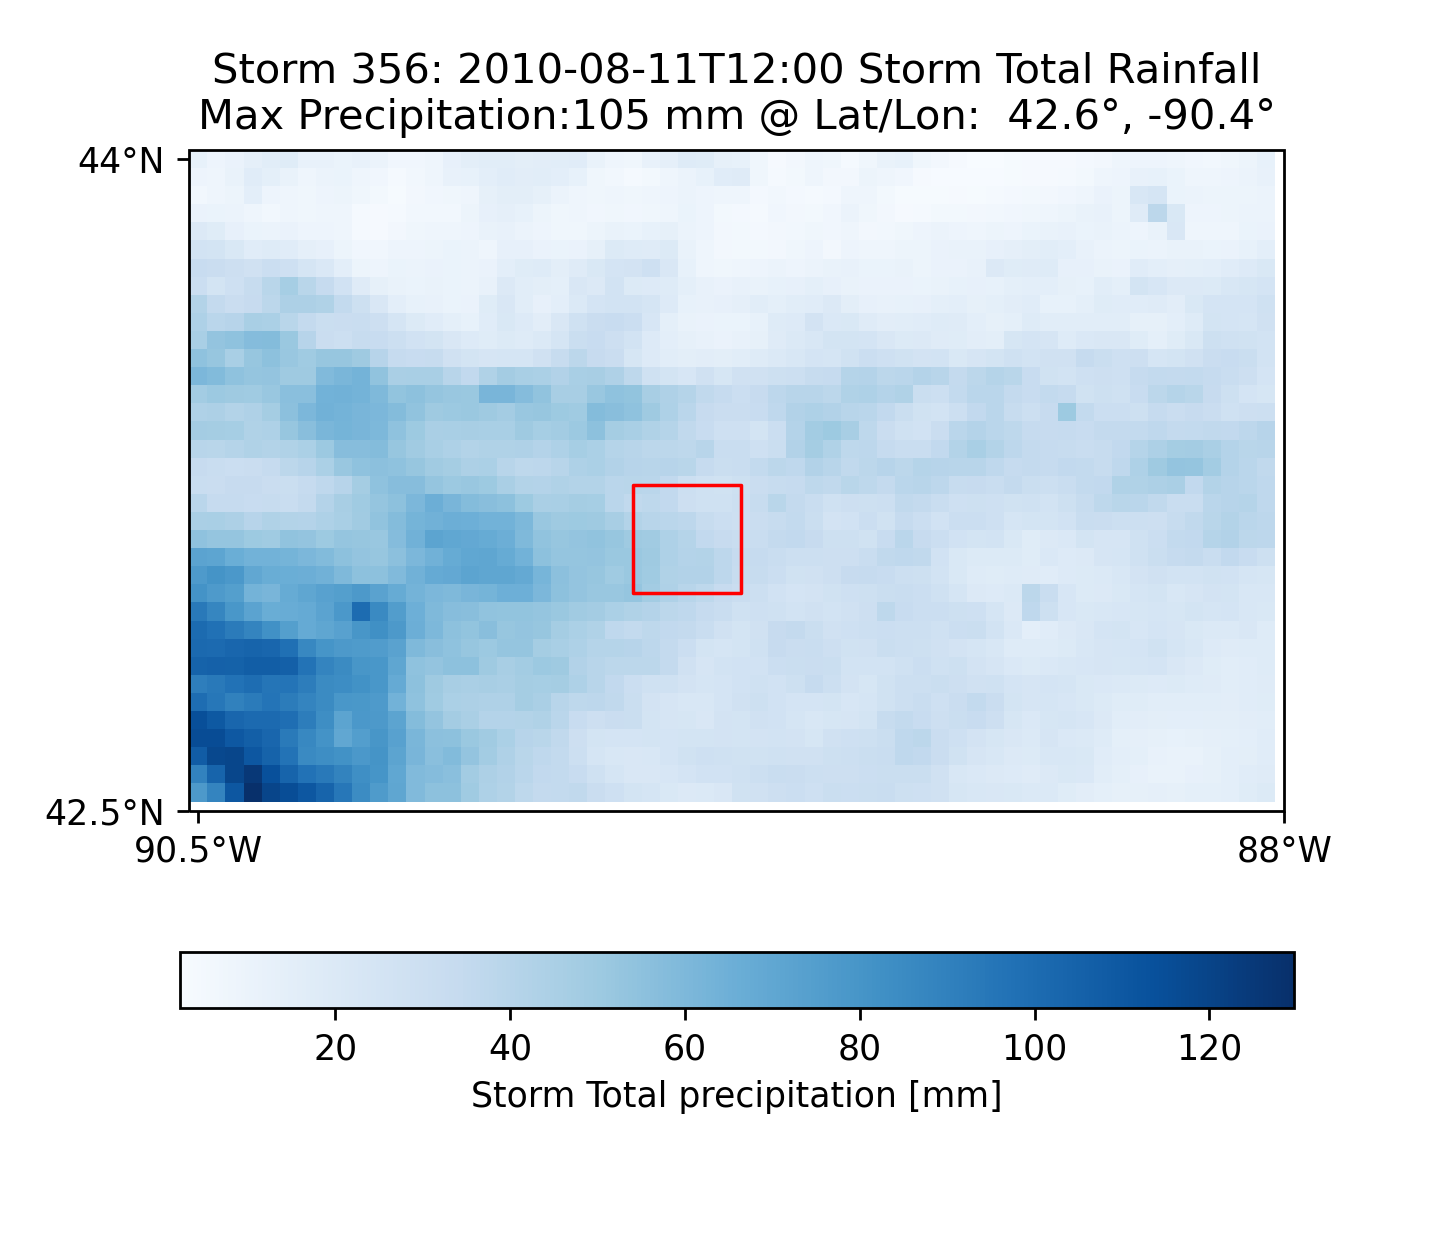 Storm 356: 2010-08-11T12:00 Storm Total Rainfall
Max Precipitation:105 mm @ Lat/Lon:  42.6°, -90.4°
44°N
42.5°N
90.5°W 88°W
20 40 60 80 100 120
Storm Total precipitation [mm]